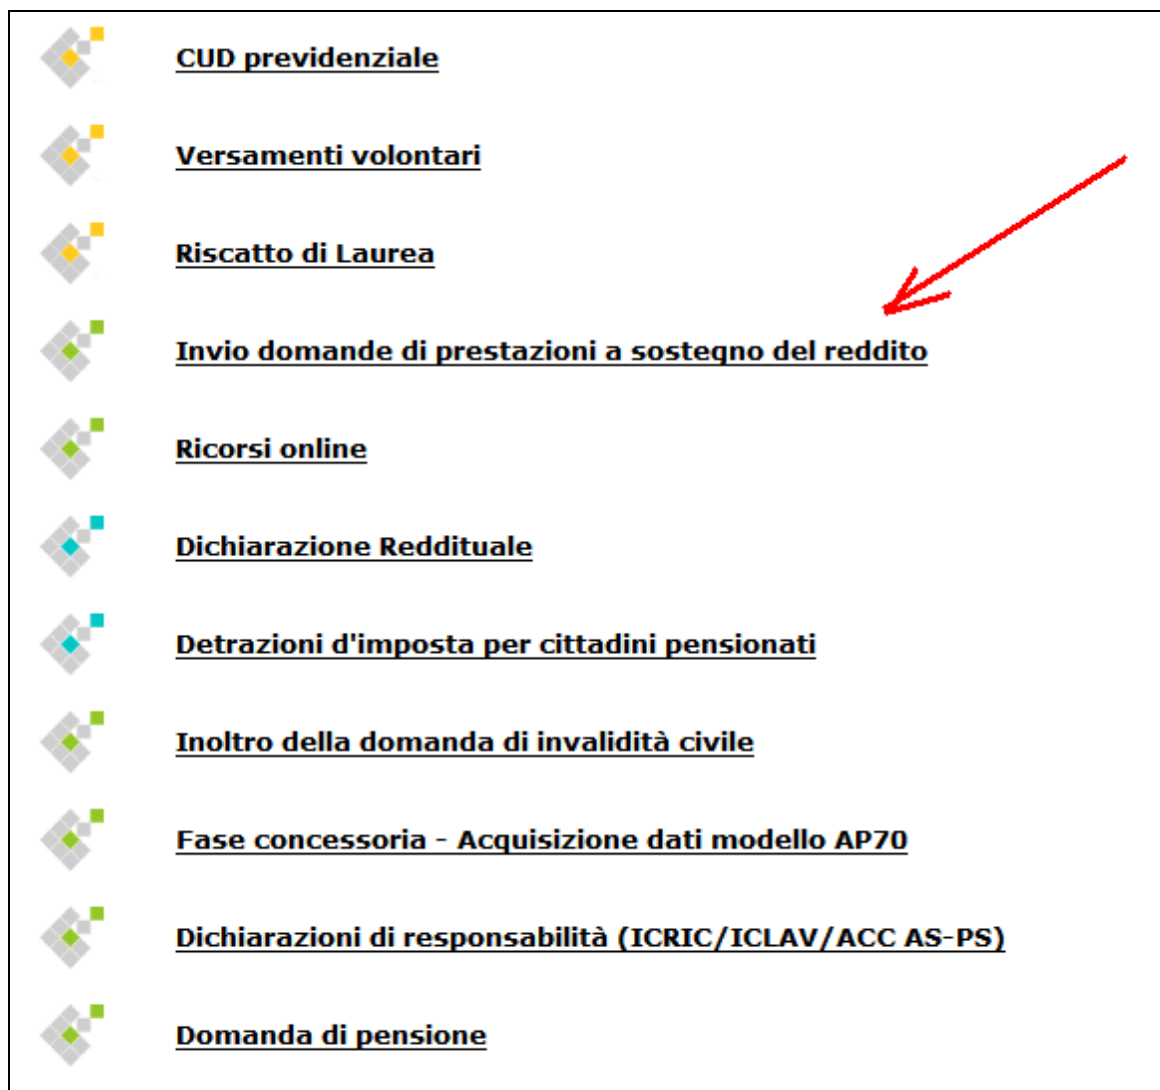 CUD previdenziale
Versamenti volontari
Riscatto di Laurea
Invio domande di prestazioni a sostegno del reddito
Ricorsi online
Dichiarazione Reddituale
Detrazioni d'imposta per cittadini pensionati
Inoltro della domanda di invalidità civile
Fase concessoria - Acquisizione dati modello AP70
Dichiarazioni di responsabilità (ICRIC/ICLAV/ACC AS-PS)
Domanda di pensione